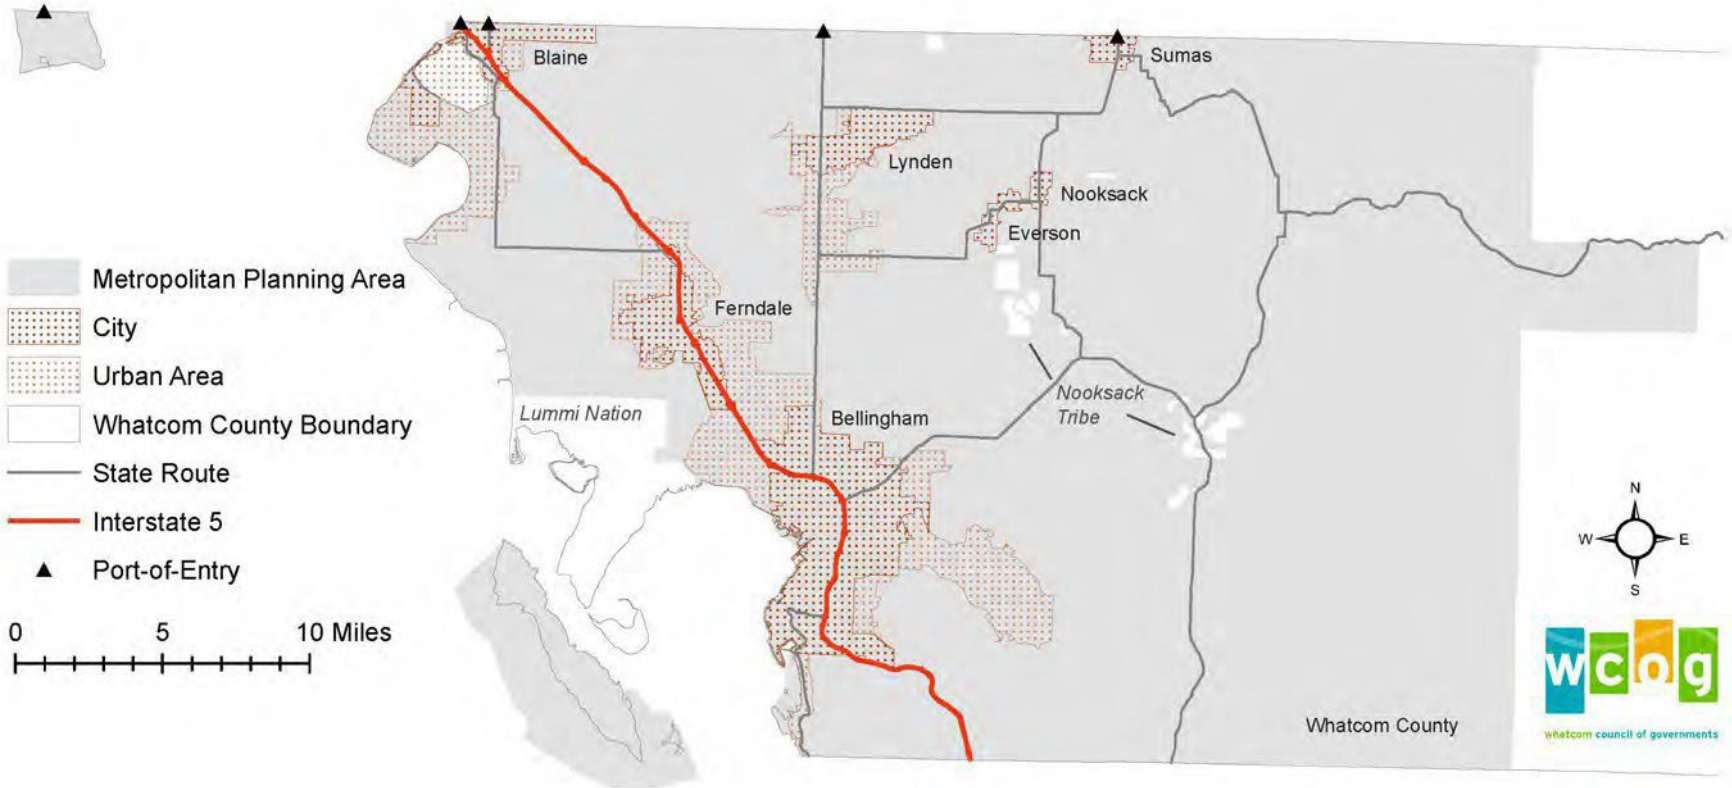 Blaine
Sumas
Lynden
Nooksack
Everson
Metropolitan Planning Area
City
Urban Area
Whatcom County Boundary
State Route
Interstate 5
Port-of-Entry
0 5 10 Miles
Ferndale
Lummi Nation
Bellingham
Nooksack
Tribe
N
W E
S
Whatcom County
wcog
whatcom council of governments